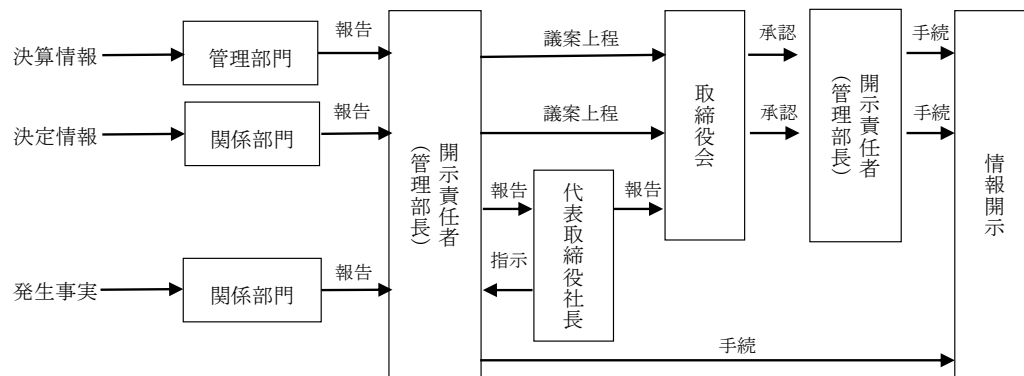 決算情報
管理部門
報告
議案上程
承認
手続
決定情報
関係部門
報告
議案上程
承認
手続
開示責任者
(管理部長)
取締役会
開示責任者
(管理部長)
情報開示
報告
代表取締役社長
報告
指示
発生事実
関係部門
報告
手続